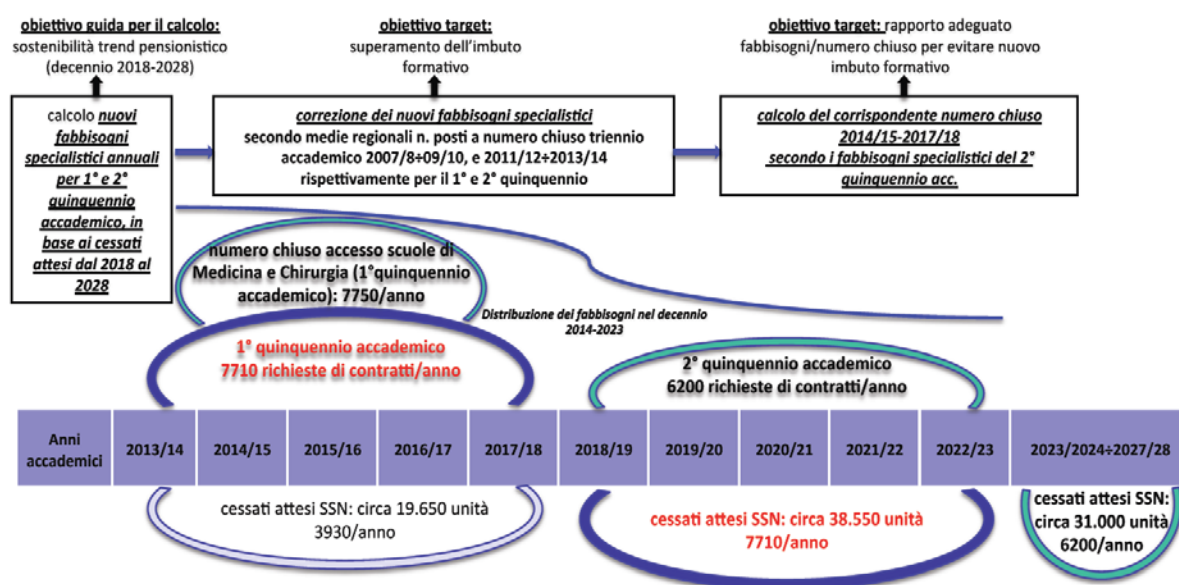 obiettivo guida per il calcolo:
sostenibilità trend pensionistico
(decennio 2018-2028)
obiettivo target:
superamento dell'imbuto
formativo
obiettivo target: rapporto adeguato
fabbisogni/numero chiuso per evitare nuovo
imbuto formativo
calcolo nuovi
fabbisogni
specialistici annuali
per 1° e 2°
quinquennio
accademico, in
base ai cessati
attesi dal 2018 al
2028
correzione dei nuovi fabbisogni specialistici
secondo medie regionali n. posti a numero chiuso triennio
accademico 2007/8÷09/10, e 2011/12÷2013/14
rispettivamente per il 1° e 2° quinquennio
calcolo del corrispondente numero chiuso
2014/15-2017/18
secondo i fabbisogni specialistici del 2°
quinquennio acc.
numero chiuso accesso scuole di
Medicina e Chirurgia (1°quinquennio
accademico): 7750/anno
Distribuzione dei fabbisogni nel decennio
2014-2023
1° quinquennio accademico
7710 richieste di contratti/anno
2° quinquennio accademico
6200 richieste di contratti/anno
Anni
accademici
2013/14
2014/15
2015/16
2016/17
2017/18
2018/19
2019/20
2020/21
2021/22
2022/23
2023/2024÷2027/28
cessati attesi SSN: circa 19.650 unità
3930/anno
cessati attesi SSN: circa 38.550 unità
7710/anno
cessati attesi SSN:
circa 31.000 unità
6200/anno